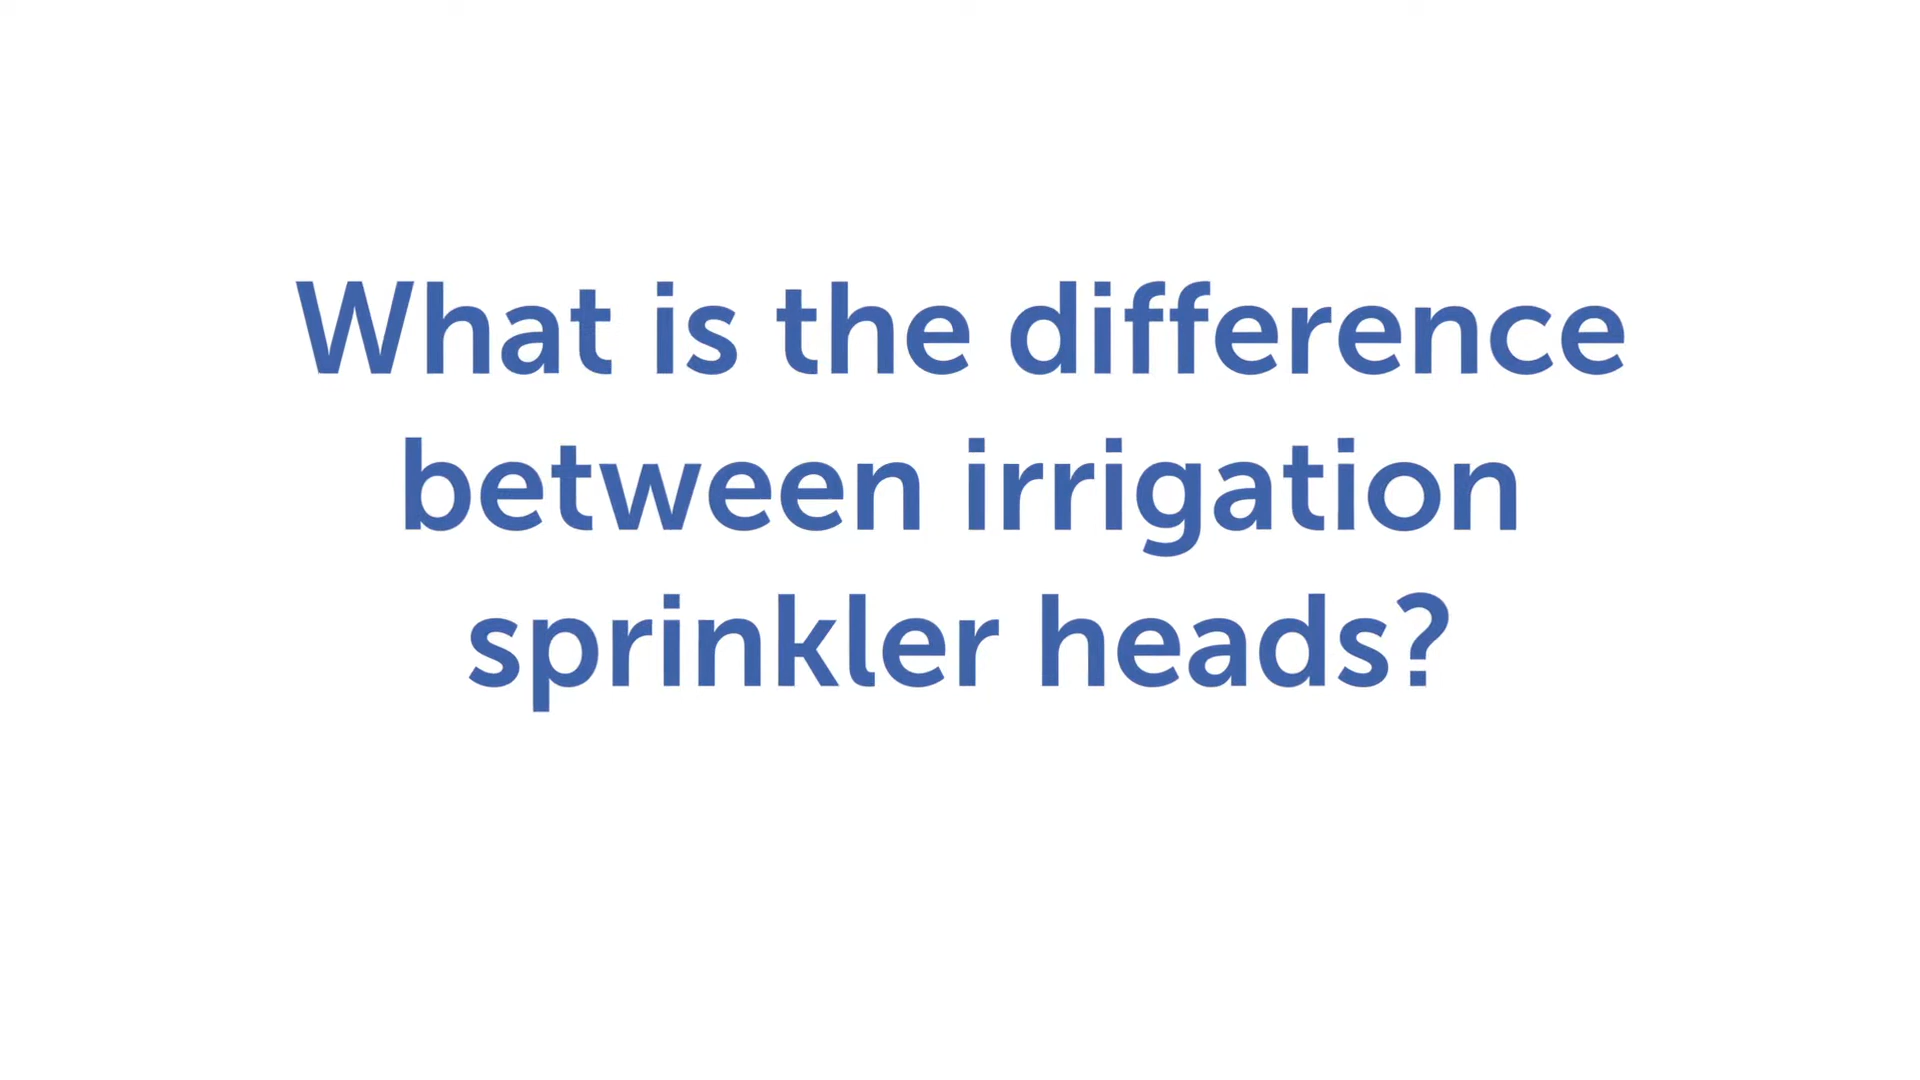 What is the difference
between irrigation
sprinkler heads?